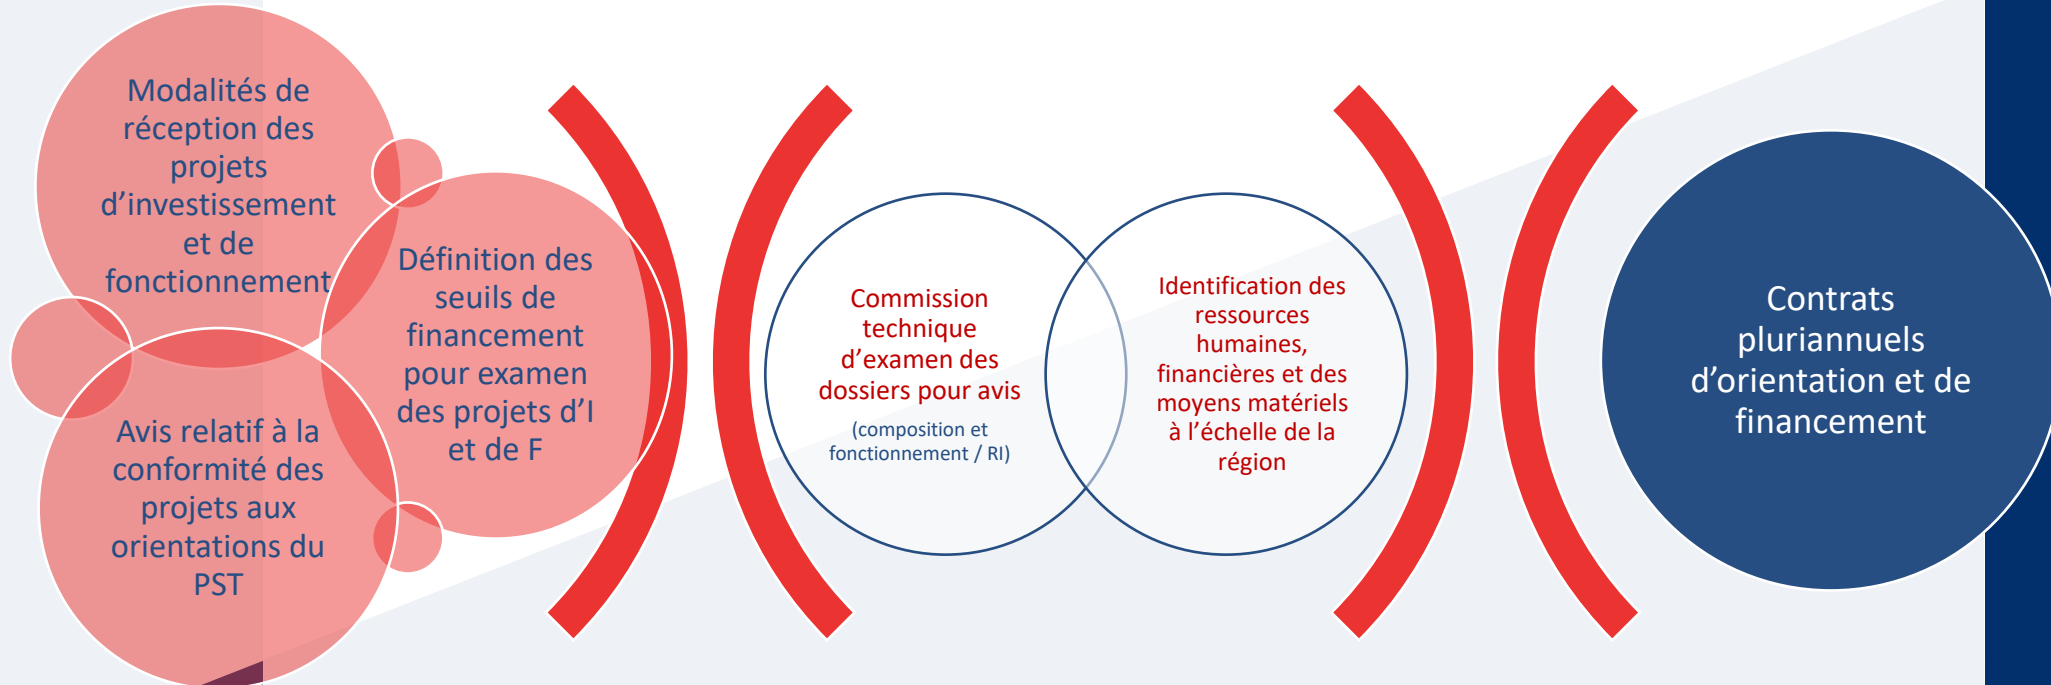 Modalités de
réception des
projets
d’investissement
et de
fonctionnement
Avis relatif à la
conformité des
projets aux
orientations du
PST
Définition des
seuils de
financement
pour examen
des projets d’I
et de F
Commission
technique
d’examen des
dossiers pour avis
(composition et
fonctionnement / RI)
Identification des
ressources
humaines,
financières et des
moyens matériels
à l’échelle de la
région
Contrats
pluriannuels
d’orientation et de
financement